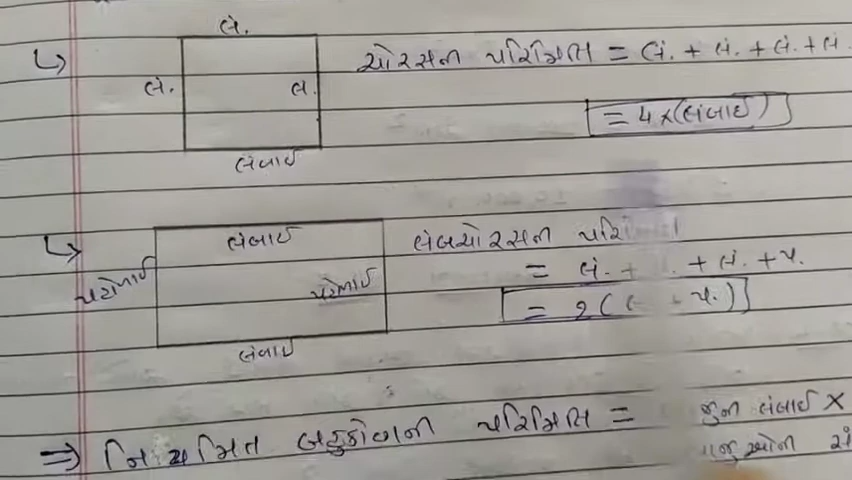 લં.
ચોરસની પરિમિતિ = લં. + લં. + લં. + લં.
લં. લં.
= 4 x (લંબાઈ)
લંબાઈ
લંબાઈ
લંબચોરસની
= લં. + + લં. + પ.
પહોળાઈ પહોળાઈ
= 2 ( + પ.)
લંબાઈ
⇒ નિયમિત બહુકોણની પરિમિતિ = લંબાઈ ×